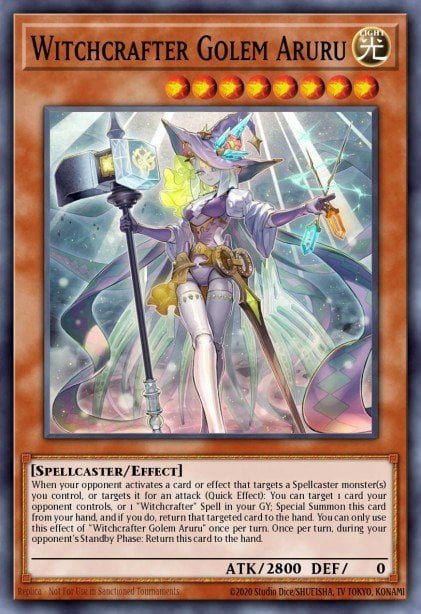 WITCHCRAFTER GOLEM ARURU
LIGHT
光
[SPELLCASTER/EFFECT]
When your opponent activates a card or effect that targets a Spellcaster monster(s)
you control, or targets it for an attack (Quick Effect): You can target 1 card your
opponent controls, or 1 "Witchcrafter" Spell in your GY; Special Summon this card
from your hand, and if you do, return that targeted card to the hand. You can only use
this effect of "Witchcrafter Golem Aruru" once per turn. Once per turn, during your
opponent's Standby Phase: Return this card to the hand.
ATK/2800 DEF/ 0
Replica - Not For Use in Sanctioned Tournaments
©2020 Studio Dice/SHUEISHA, TV TOKYO, KONAMI